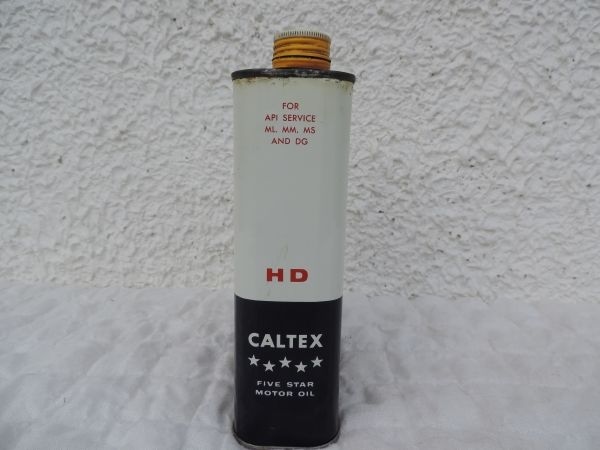 FOR
API SERVICE
ML. MM. MS
AND DG
HD
CALTEX
FIVE STAR
MOTOR OIL